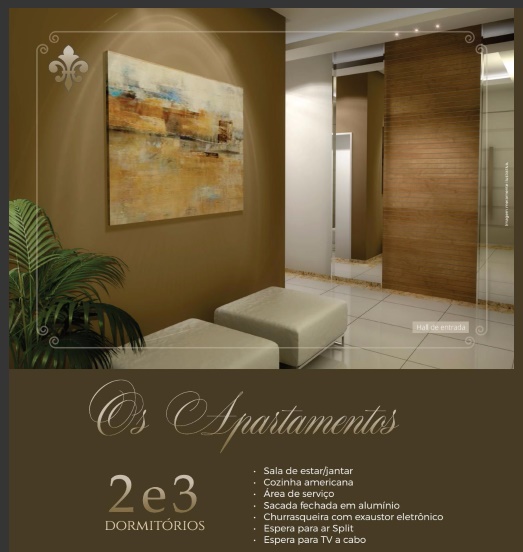 Imagem meramente ilustrativa.
Hall de entrada
Os Apartamentos
2 e 3
DORMITÓRIOS
• Sala de estar/jantar
• Cozinha americana
• Área de serviço
• Sacada fechada em alumínio
• Churrasqueira com exaustor eletrônico
• Espera para ar Split
• Espera para TV a cabo